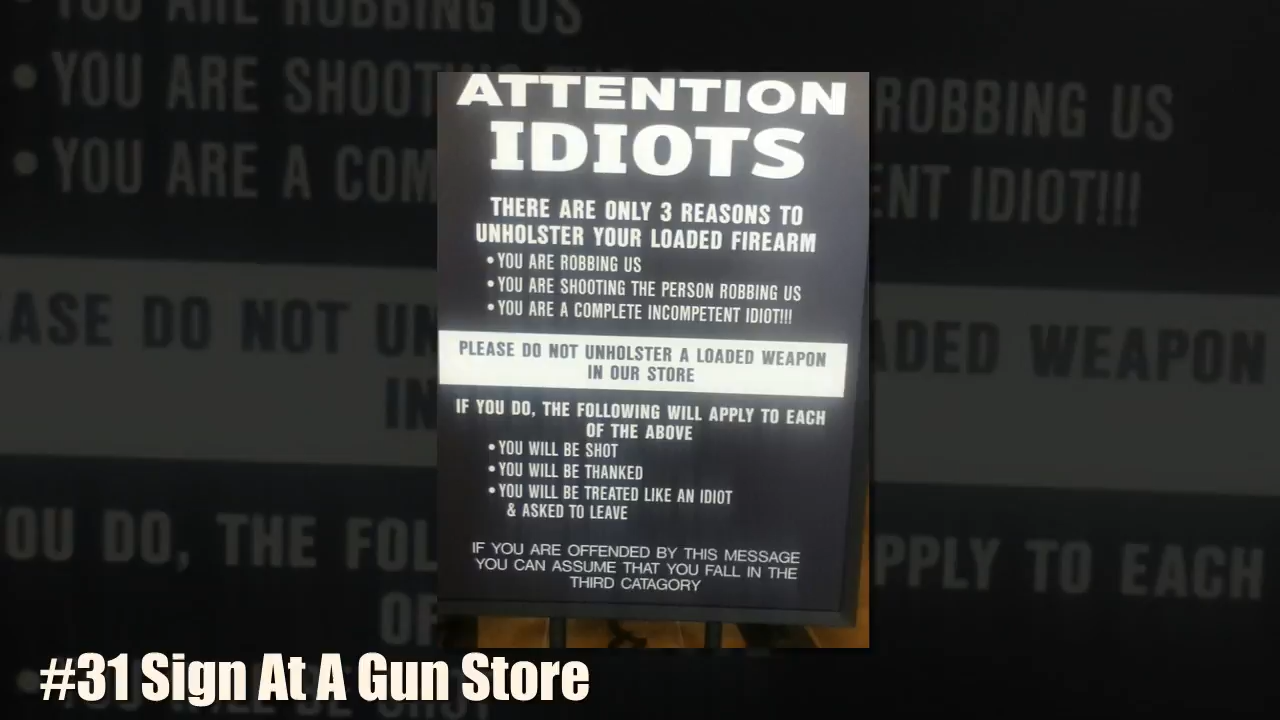 ATTENTION
IDIOTS
THERE ARE ONLY 3 REASONS TO
UNHOLSTER YOUR LOADED FIREARM
• YOU ARE ROBBING US
• YOU ARE SHOOTING THE PERSON ROBBING US
• YOU ARE A COMPLETE INCOMPETENT IDIOT!!!
PLEASE DO NOT UNHOLSTER A LOADED WEAPON
IN OUR STORE
IF YOU DO, THE FOLLOWING WILL APPLY TO EACH
OF THE ABOVE
• YOU WILL BE SHOT
• YOU WILL BE THANKED
• YOU WILL BE TREATED LIKE AN IDIOT
& ASKED TO LEAVE
IF YOU ARE OFFENDED BY THIS MESSAGE
YOU CAN ASSUME THAT YOU FALL IN THE
THIRD CATAGORY
#31 Sign At A Gun Store